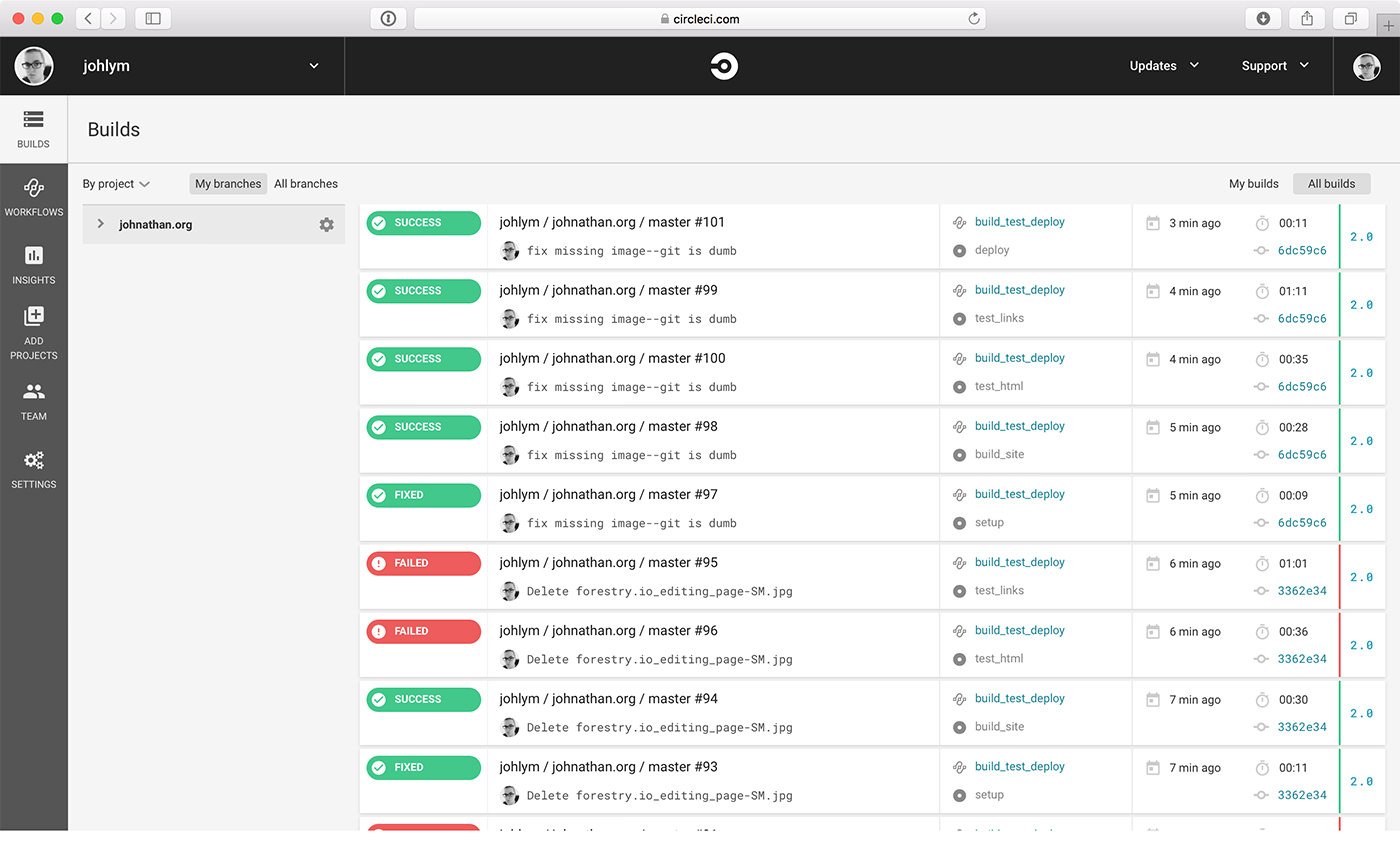 circleci.com
johlym
Updates
Support
BUILDS
Builds
WORKFLOWS
INSIGHTS
ADD
PROJECTS
TEAM
SETTINGS
By project
My branches
All branches
My builds
All builds
johnathan.org
SUCCESS
johlym / johnathan.org / master #101
fix missing image--git is dumb
build_test_deploy
deploy
3 min ago
00:11
6dc59c6
2.0
SUCCESS
johlym / johnathan.org / master #99
fix missing image--git is dumb
build_test_deploy
test_links
4 min ago
01:11
6dc59c6
2.0
SUCCESS
johlym / johnathan.org / master #100
fix missing image--git is dumb
build_test_deploy
test_html
4 min ago
00:35
6dc59c6
2.0
SUCCESS
johlym / johnathan.org / master #98
fix missing image--git is dumb
build_test_deploy
build_site
5 min ago
00:28
6dc59c6
2.0
FIXED
johlym / johnathan.org / master #97
fix missing image--git is dumb
build_test_deploy
setup
5 min ago
00:09
6dc59c6
2.0
FAILED
johlym / johnathan.org / master #95
Delete forestry.io_editing_page-SM.jpg
build_test_deploy
test_links
6 min ago
01:01
3362e34
2.0
FAILED
johlym / johnathan.org / master #96
Delete forestry.io_editing_page-SM.jpg
build_test_deploy
test_html
6 min ago
00:36
3362e34
2.0
SUCCESS
johlym / johnathan.org / master #94
Delete forestry.io_editing_page-SM.jpg
build_test_deploy
build_site
7 min ago
00:30
3362e34
2.0
FIXED
johlym / johnathan.org / master #93
Delete forestry.io_editing_page-SM.jpg
build_test_deploy
setup
7 min ago
00:11
3362e34
2.0